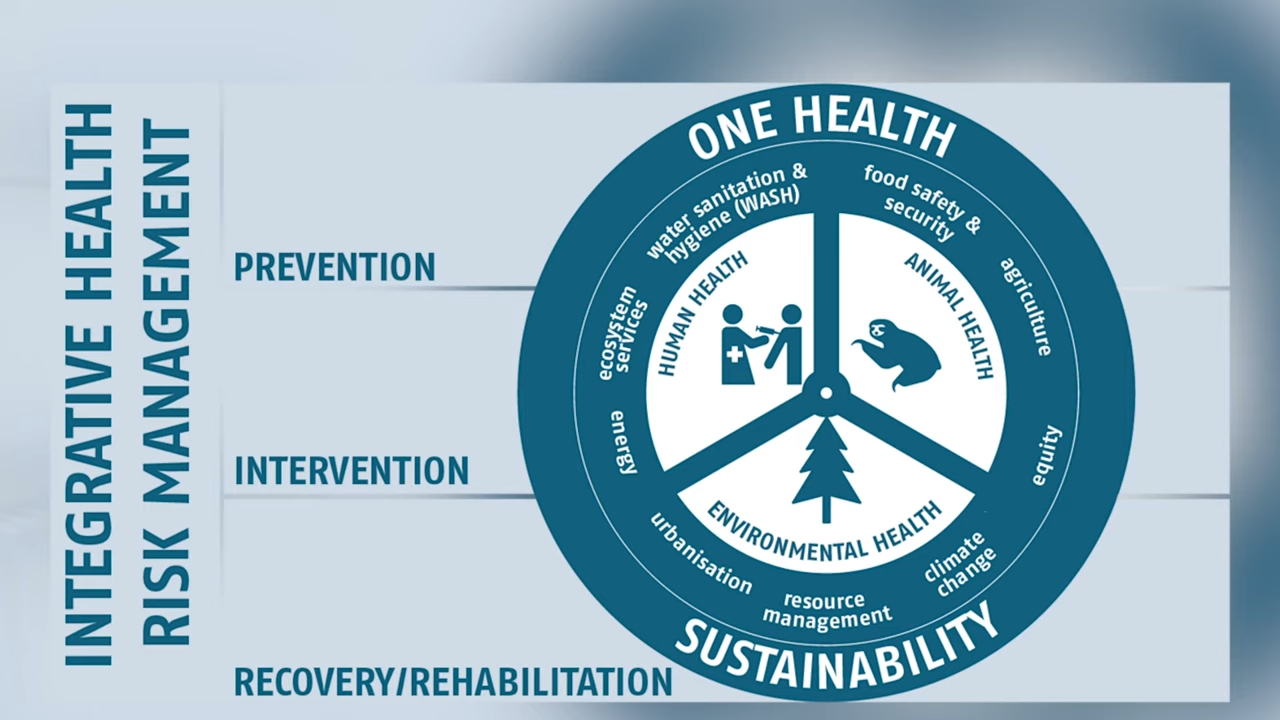 INTEGRATIVE HEALTH
RISK MANAGEMENT
PREVENTION
INTERVENTION
RECOVERY/REHABILITATION
ONE HEALTH
water sanitation &
hygiene (WASH)
food safety &
security
agriculture
equity
climate
change
resource
management
urbanisation
energy
ecosystem
services
HUMAN HEALTH
ANIMAL HEALTH
ENVIRONMENTAL HEALTH
SUSTAINABILITY